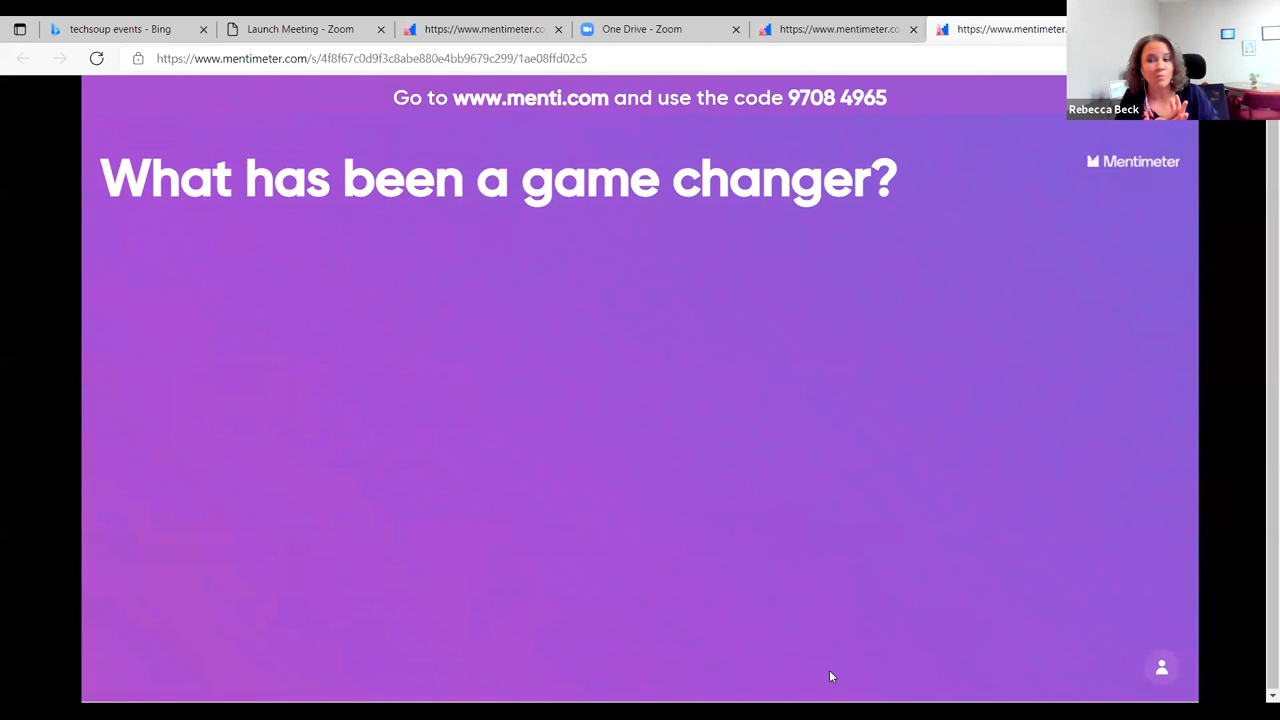 techsoup events - Bing
Launch Meeting - Zoom
https://www.mentimeter.co
One Drive - Zoom
https://www.mentimeter.co
https://www.mentimeter.
https://www.mentimeter.com/s/4f8f67c0d9f3c8abe880e4bb9679c299/1ae08ffd02c5
Rebecca Beck
Go to www.menti.com and use the code 9708 4965
What has been a game changer?
Mentimeter